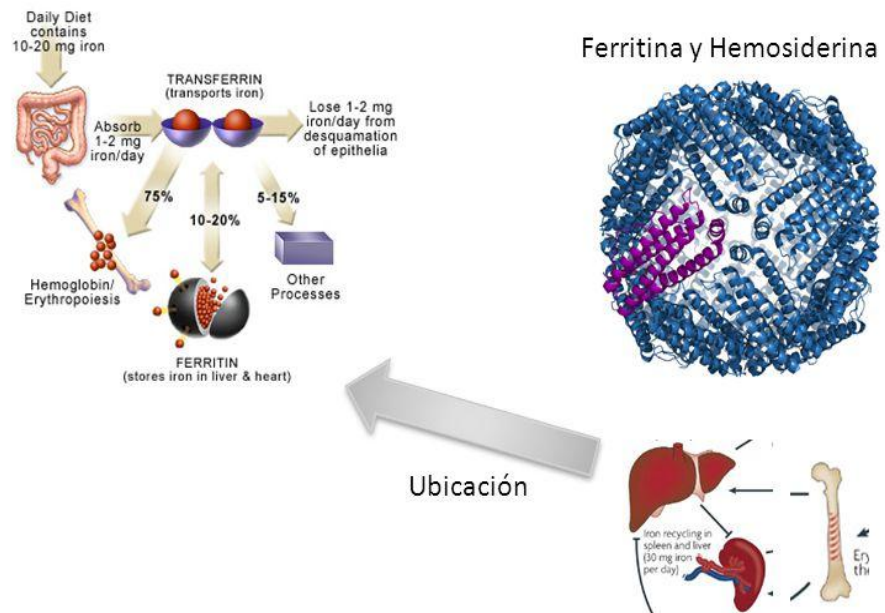 Daily Diet
contains
10-20 mg iron
TRANSFERRIN
(transports iron)
Absorb
1-2 mg
iron/day
Lose 1-2 mg
iron/day from
desquamation
of epithelia
75%
10-20%
5-15%
Hemoglobin/
Erythropoiesis
Other
Processes
FERRITIN
(stores iron in liver & heart)
Ferritina y Hemosiderina
Ubicación
Iron recycling in
spleen and liver
(30 mg iron
per day)